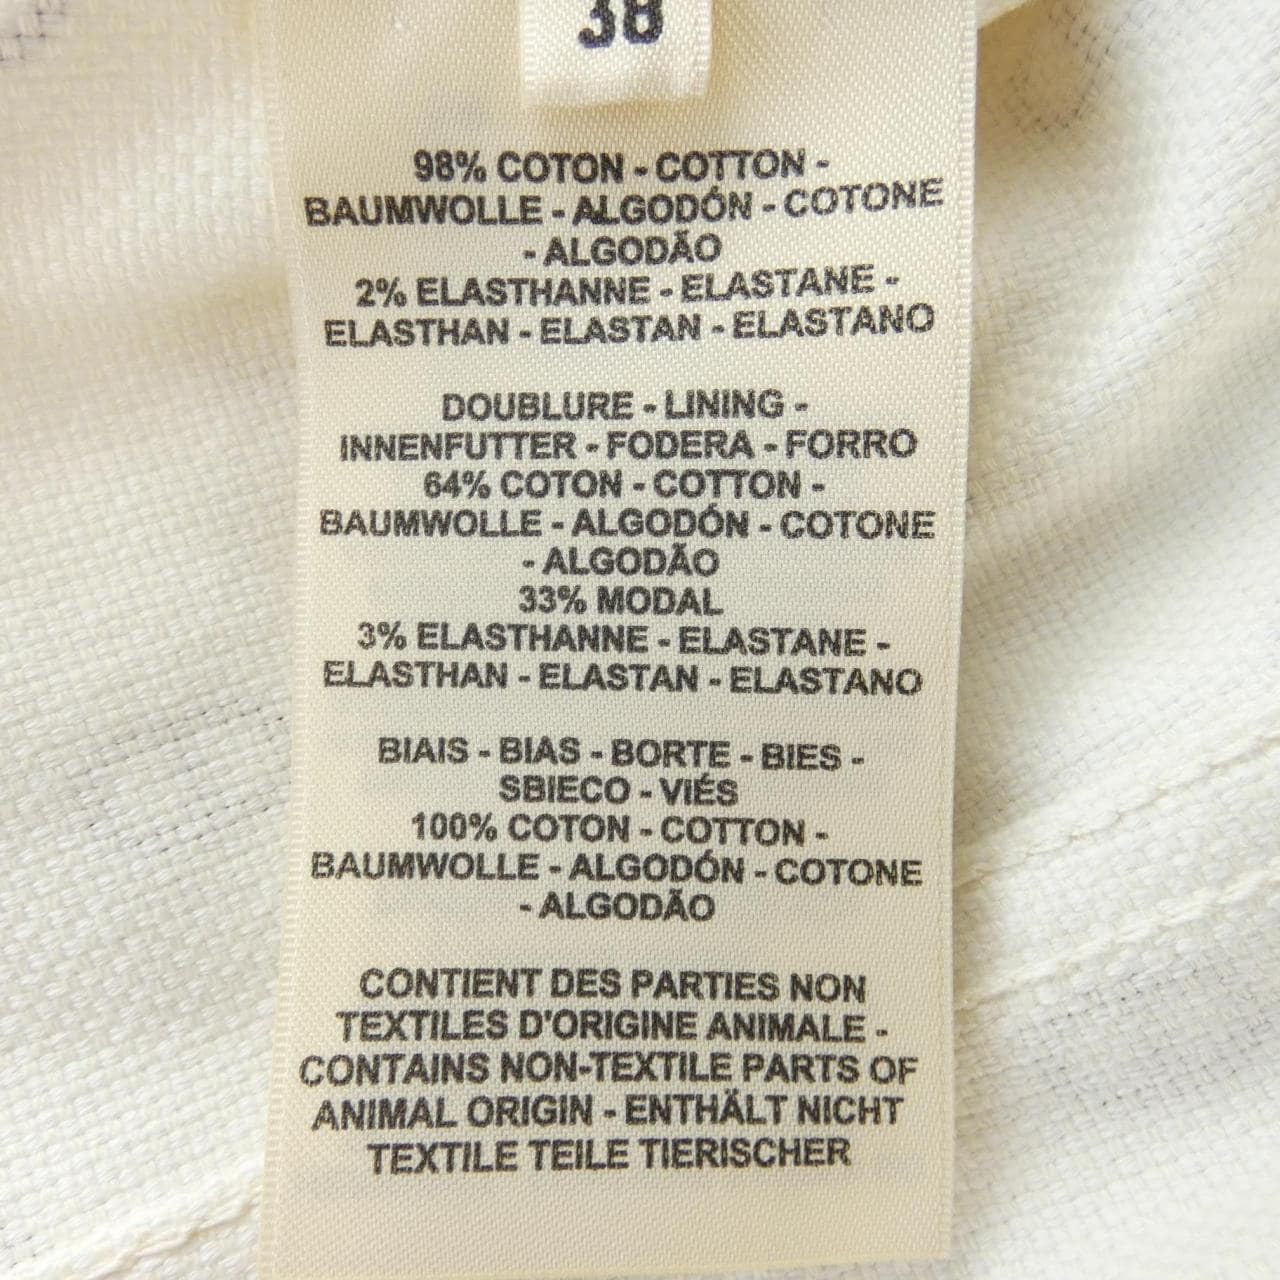 38
98% COTON - COTTON -
BAUMWOLLE - ALGODÓN - COTONE
- ALGODÃO
2% ELASTHANNE - ELASTANE -
ELASTHAN - ELASTAN - ELASTANO
DOUBLURE - LINING -
INNENFUTTER - FODERA - FORRO
64% COTON - COTTON -
BAUMWOLLE - ALGODÓN - COTONE
- ALGODÃO
33% MODAL
3% ELASTHANNE - ELASTANE -
ELASTHAN - ELASTAN - ELASTANO
BIAIS - BIAS - BORTE - BIES -
SBIECO - VIÉS
100% COTON - COTTON -
BAUMWOLLE - ALGODÓN - COTONE
- ALGODÃO
CONTIENT DES PARTIES NON
TEXTILES D'ORIGINE ANIMALE -
CONTAINS NON-TEXTILE PARTS OF
ANIMAL ORIGIN - ENTHÄLT NICHT
TEXTILE TEILE TIERISCHER